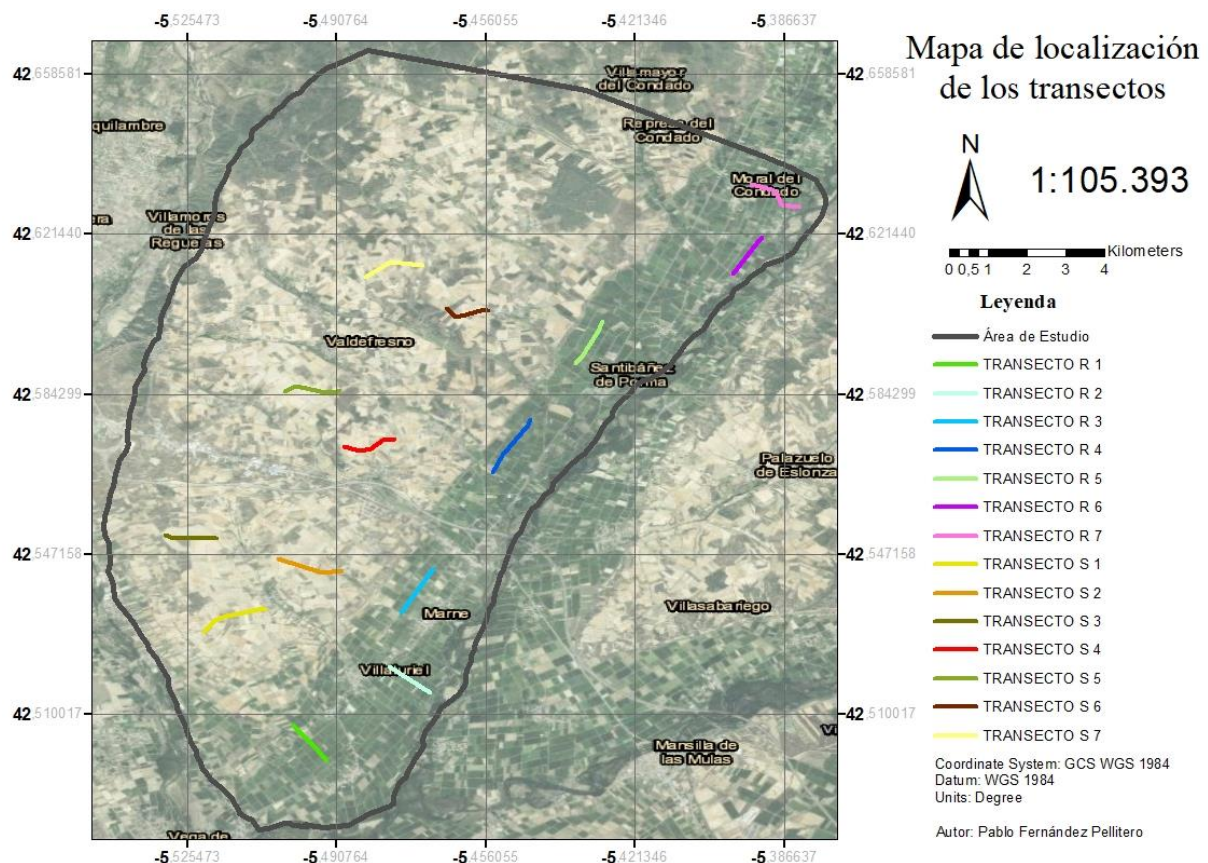 -5,525473 -5,490764 -5,456055 -5,421346 -5,386637
42,658581 42,658581
42,621440 42,621440
42,584299 42,584299
42,547158 42,547158
42,510017 42,510017
-5,525473 -5,490764 -5,456055 -5,421346 -5,386637
Villamayor
del Condado
Represa del
Condado
quilambre
Moral del
Condado
era
Villamoros
de las
Regueras
Valdefresno
Santibáñez
de Porma
Palazuelo
de Eslonza
Marne
Villasabariego
Villaturiel
Mansilla de
las Mulas
Vi
Vega de
Mapa de localización
de los transectos
N
1:105.393
Kilometers
0 0,5 1 2 3 4
Leyenda
Área de Estudio
TRANSECTO R 1
TRANSECTO R 2
TRANSECTO R 3
TRANSECTO R 4
TRANSECTO R 5
TRANSECTO R 6
TRANSECTO R 7
TRANSECTO S 1
TRANSECTO S 2
TRANSECTO S 3
TRANSECTO S 4
TRANSECTO S 5
TRANSECTO S 6
TRANSECTO S 7
Coordinate System: GCS WGS 1984
Datum: WGS 1984
Units: Degree
Autor: Pablo Fernández Pellitero